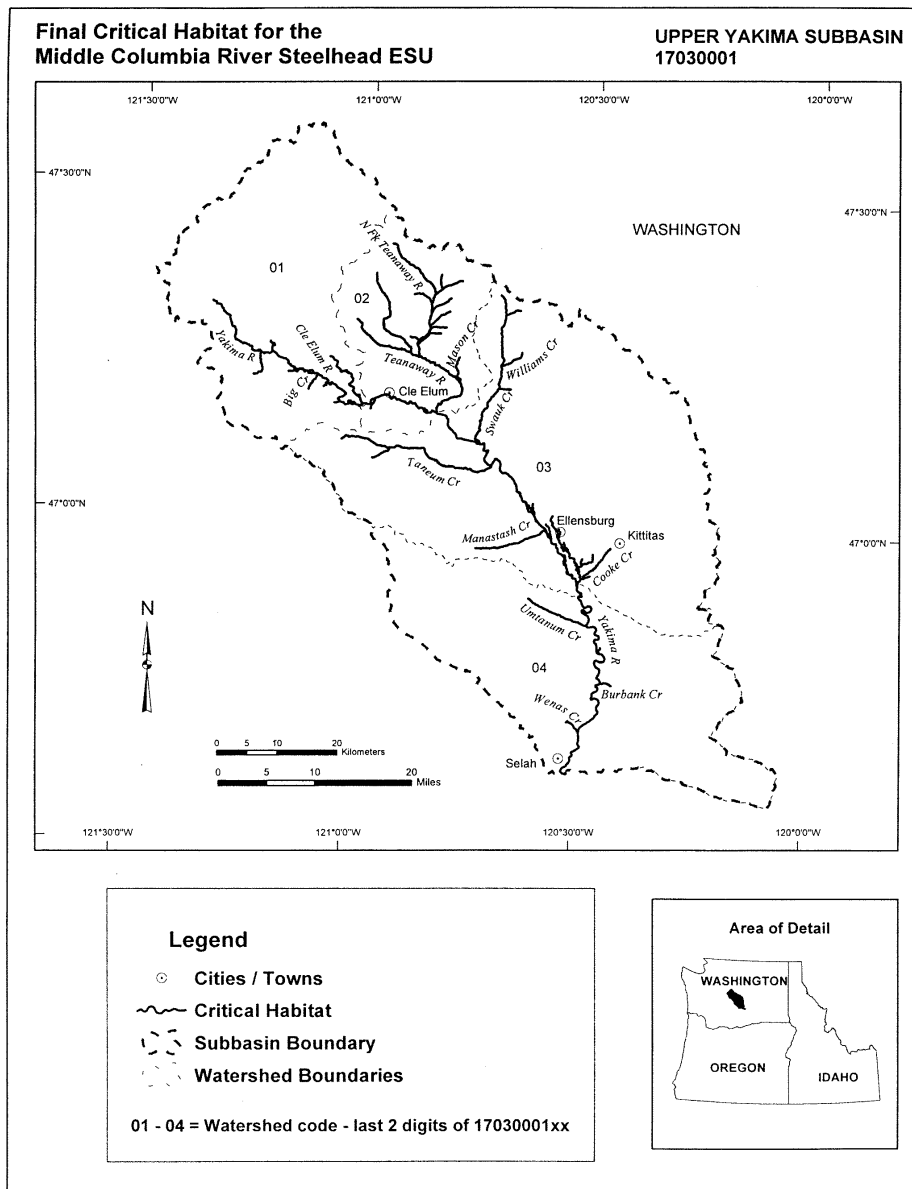 Final Critical Habitat for the
Middle Columbia River Steelhead ESU
UPPER YAKIMA SUBBASIN
17030001
121°30'0"W
121°0'0"W
120°30'0"W
120°0'0"W
47°30'0"N
47°30'0"N
WASHINGTON
N Fk Teanaway R
01
02
Mason Cr
Cle Elum R
Yakima R
Teanaway R
Williams Cr
Big Cr
Cle Elum
Swauk Cr
03
Taneum Cr
47°0'0"N
Ellensburg
Manastash Cr
Kittitas
47°0'0"N
Cooke Cr
N
Umtanum Cr
Yakima R
04
Burbank Cr
Wenas Cr
0 5 10 20
Kilometers
Selah
0 5 10 20
Miles
121°30'0"W
121°0'0"W
120°30'0"W
120°0'0"W
Legend
Cities / Towns
Critical Habitat
Subbasin Boundary
Watershed Boundaries
01 - 04 = Watershed code - last 2 digits of 17030001xx
Area of Detail
WASHINGTON
OREGON
IDAHO